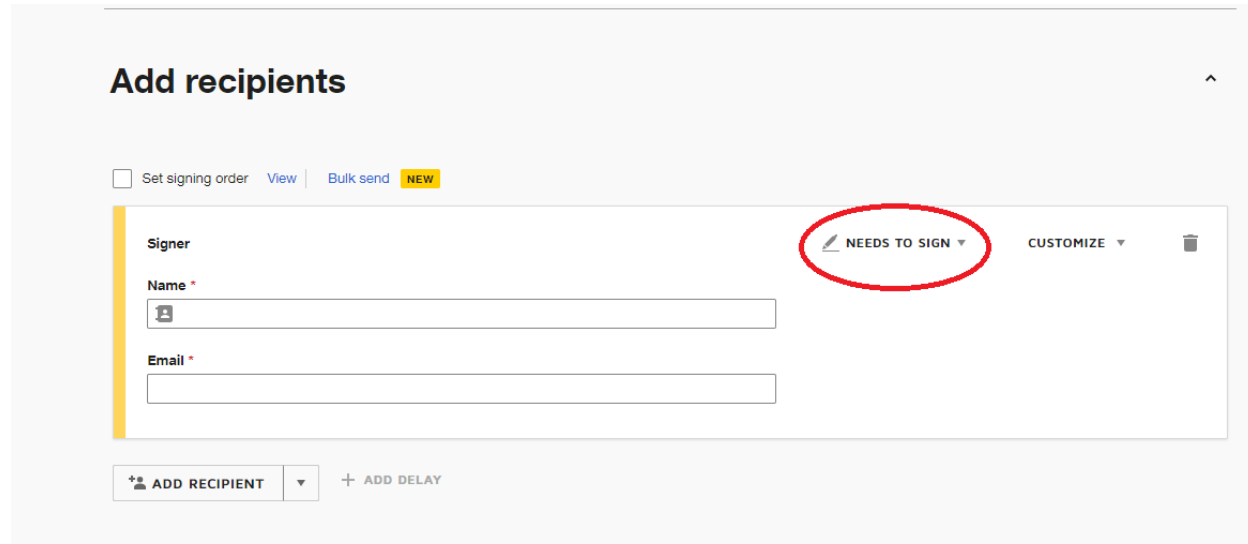 Add recipients
Set signing order View Bulk send NEW
Signer NEEDS TO SIGN CUSTOMIZE
Name *
Email *
ADD RECIPIENT + ADD DELAY